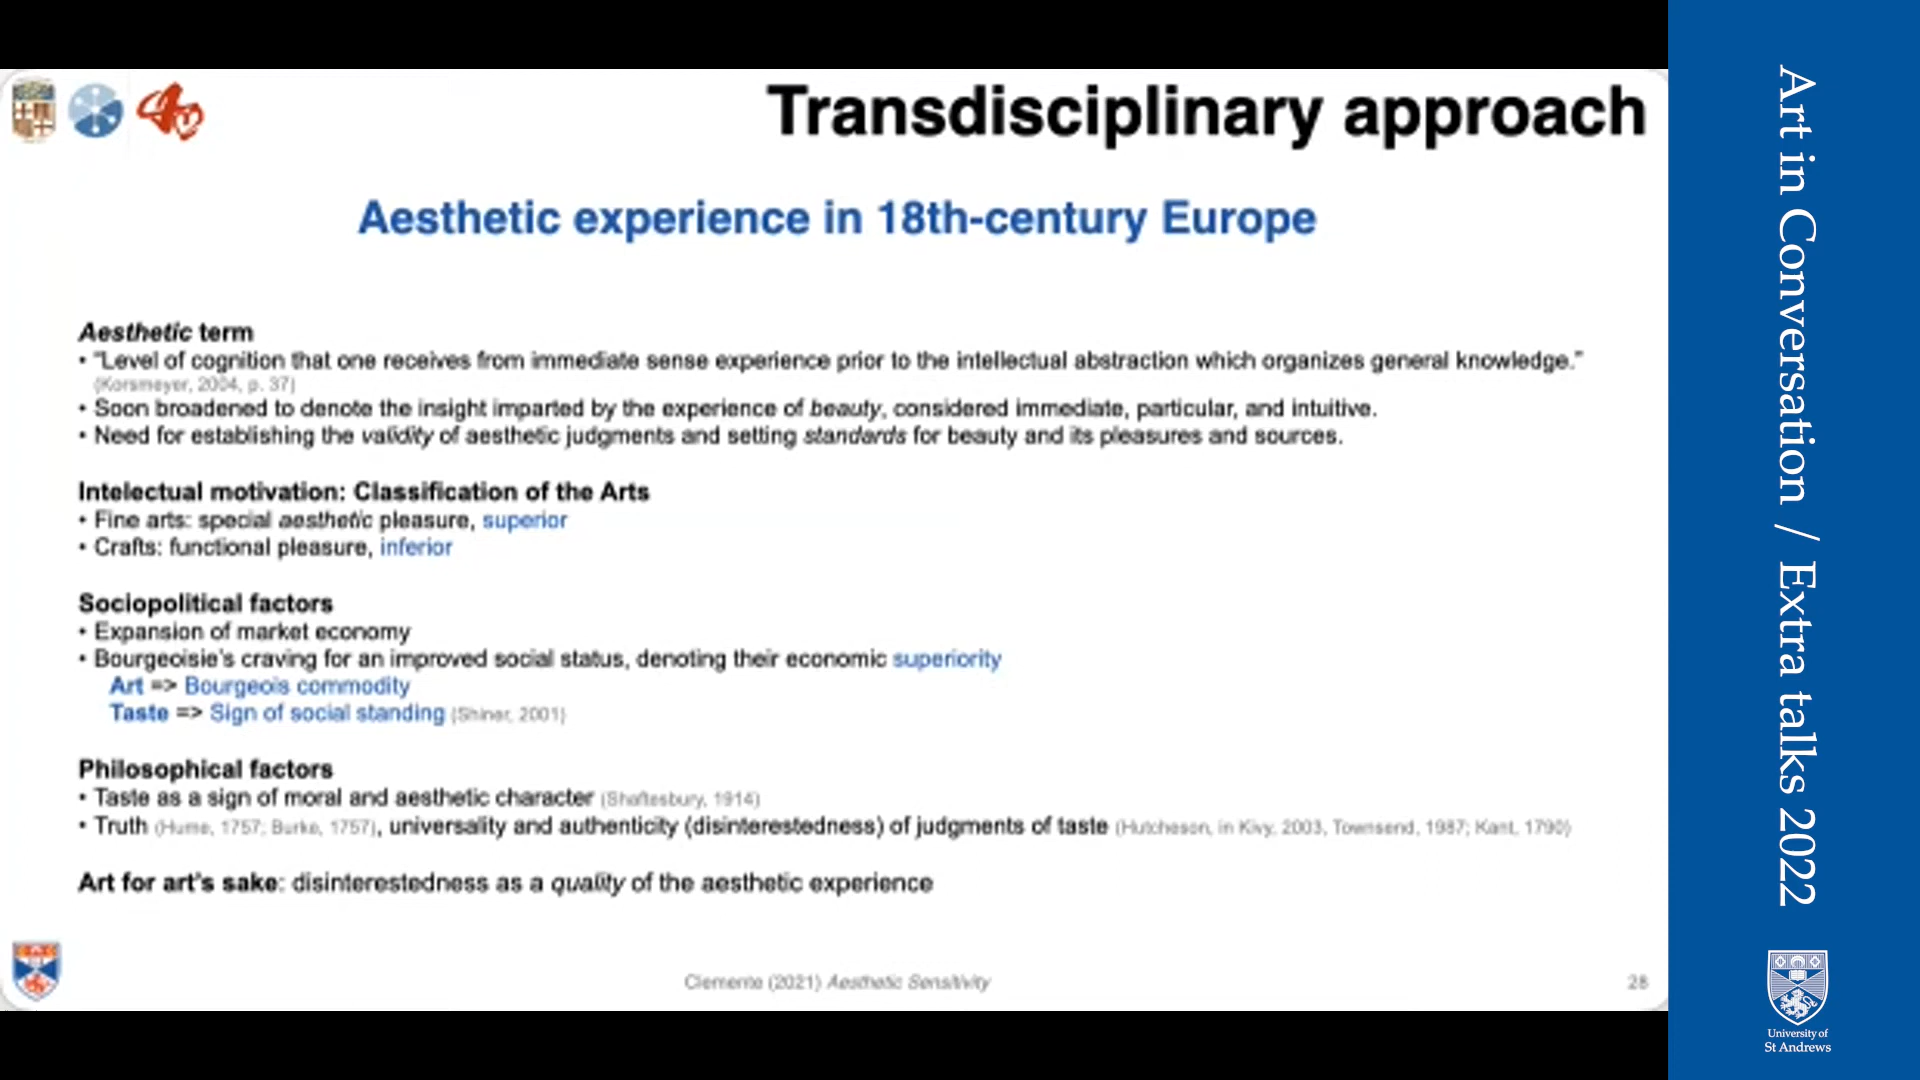 Transdisciplinary approach
Aesthetic experience in 18th-century Europe
Aesthetic term
• "Level of cognition that one receives from immediate sense experience prior to the intellectual abstraction which organizes general knowledge."
(Korsmeyer, 2004, p. 37)
• Soon broadened to denote the insight imparted by the experience of beauty, considered immediate, particular, and intuitive.
• Need for establishing the validity of aesthetic judgments and setting standards for beauty and its pleasures and sources.
Intelectual motivation: Classification of the Arts
• Fine arts: special aesthetic pleasure, superior
• Crafts: functional pleasure, inferior
Sociopolitical factors
• Expansion of market economy
• Bourgeoisie's craving for an improved social status, denoting their economic superiority
Art => Bourgeois commodity
Taste => Sign of social standing (Shiner, 2001)
Philosophical factors
• Taste as a sign of moral and aesthetic character (Shaftesbury, 1914)
• Truth (Hume, 1757; Burke, 1757), universality and authenticity (disinterestedness) of judgments of taste (Hutcheson, in Kivy, 2003, Townsend, 1987; Kant, 1790)
Art for art's sake: disinterestedness as a quality of the aesthetic experience
Clemente (2021) Aesthetic Sensitivity
28
Art in Conversation / Extra talks 2022
University of
St Andrews